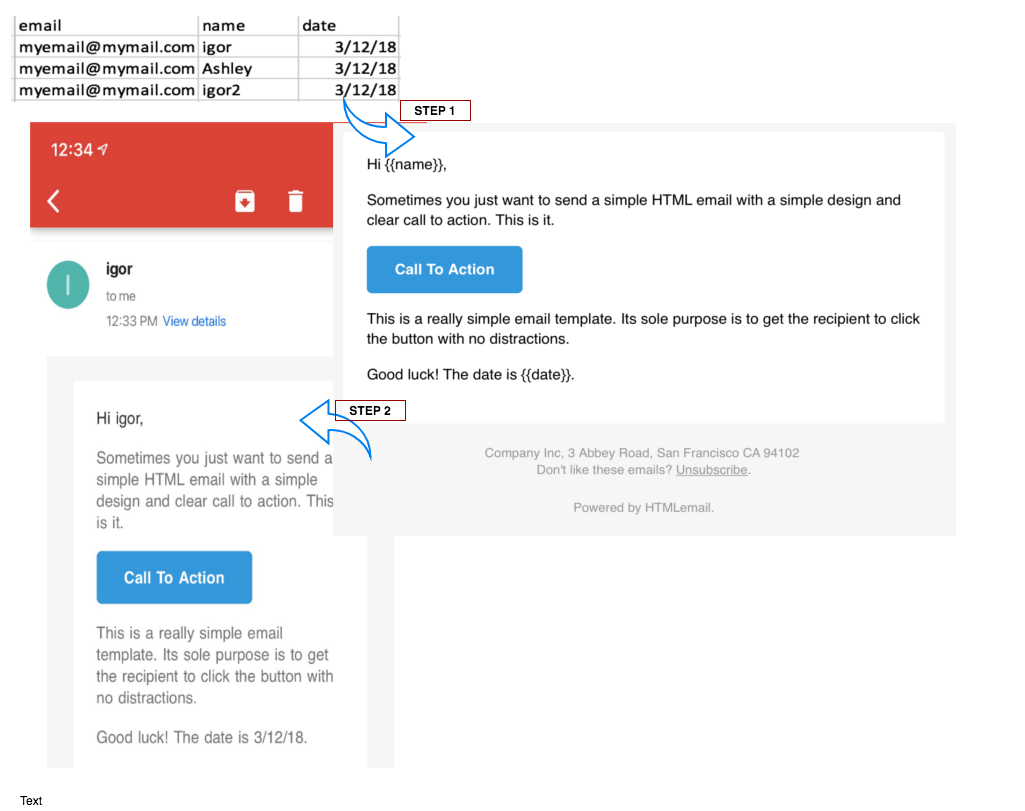 email name date
myemail@mymail.com igor 3/12/18
myemail@mymail.com Ashley 3/12/18
myemail@mymail.com igor2 3/12/18
STEP 1
Hi {{name}},
Sometimes you just want to send a simple HTML email with a simple design and
clear call to action. This is it.
Call To Action
This is a really simple email template. Its sole purpose is to get the recipient to click
the button with no distractions.
Good luck! The date is {{date}}.
Company Inc, 3 Abbey Road, San Francisco CA 94102
Don't like these emails? Unsubscribe.
Powered by HTMLemail.
STEP 2
12:34
I
igor
to me
12:33 PM View details
Hi igor,
Sometimes you just want to send a
simple HTML email with a simple
design and clear call to action. This
is it.
Call To Action
This is a really simple email
template. Its sole purpose is to get
the recipient to click the button with
no distractions.
Good luck! The date is 3/12/18.
Text